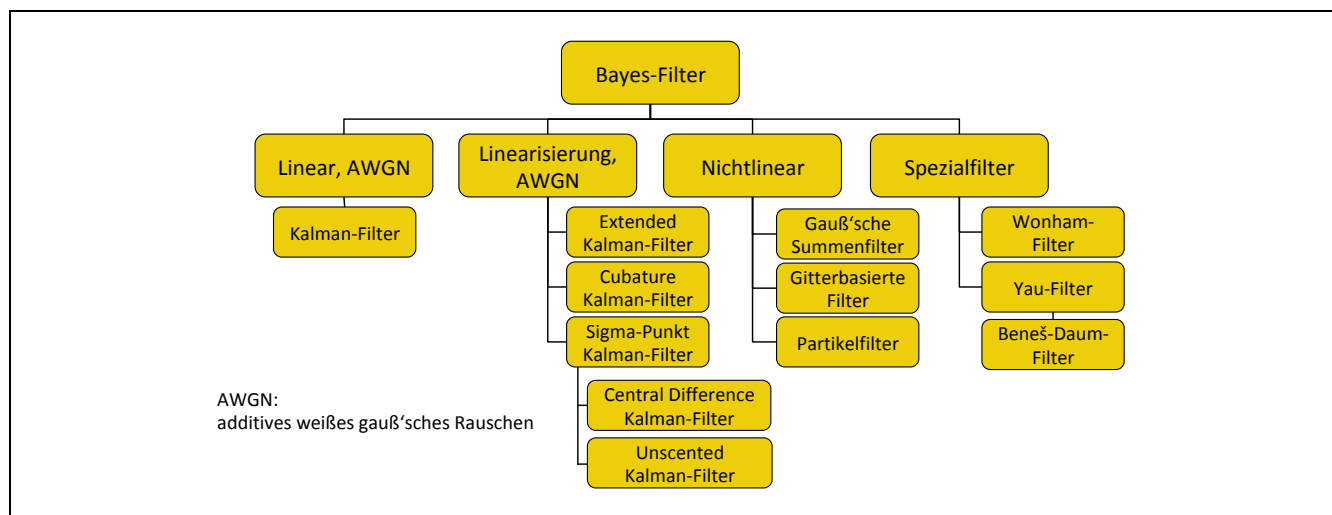 Bayes-Filter
Linear, AWGN
Linearisierung,
AWGN
Nichtlinear
Spezialfilter
Kalman-Filter
Extended
Kalman-Filter
Cubature
Kalman-Filter
Sigma-Punkt
Kalman-Filter
Central Difference
Kalman-Filter
Unscented
Kalman-Filter
Gauß‘sche
Summenfilter
Gitterbasierte
Filter
Partikelfilter
Wonham-
Filter
Yau-Filter
Beneš-Daum-
Filter
AWGN:
additives weißes gauß‘sches Rauschen